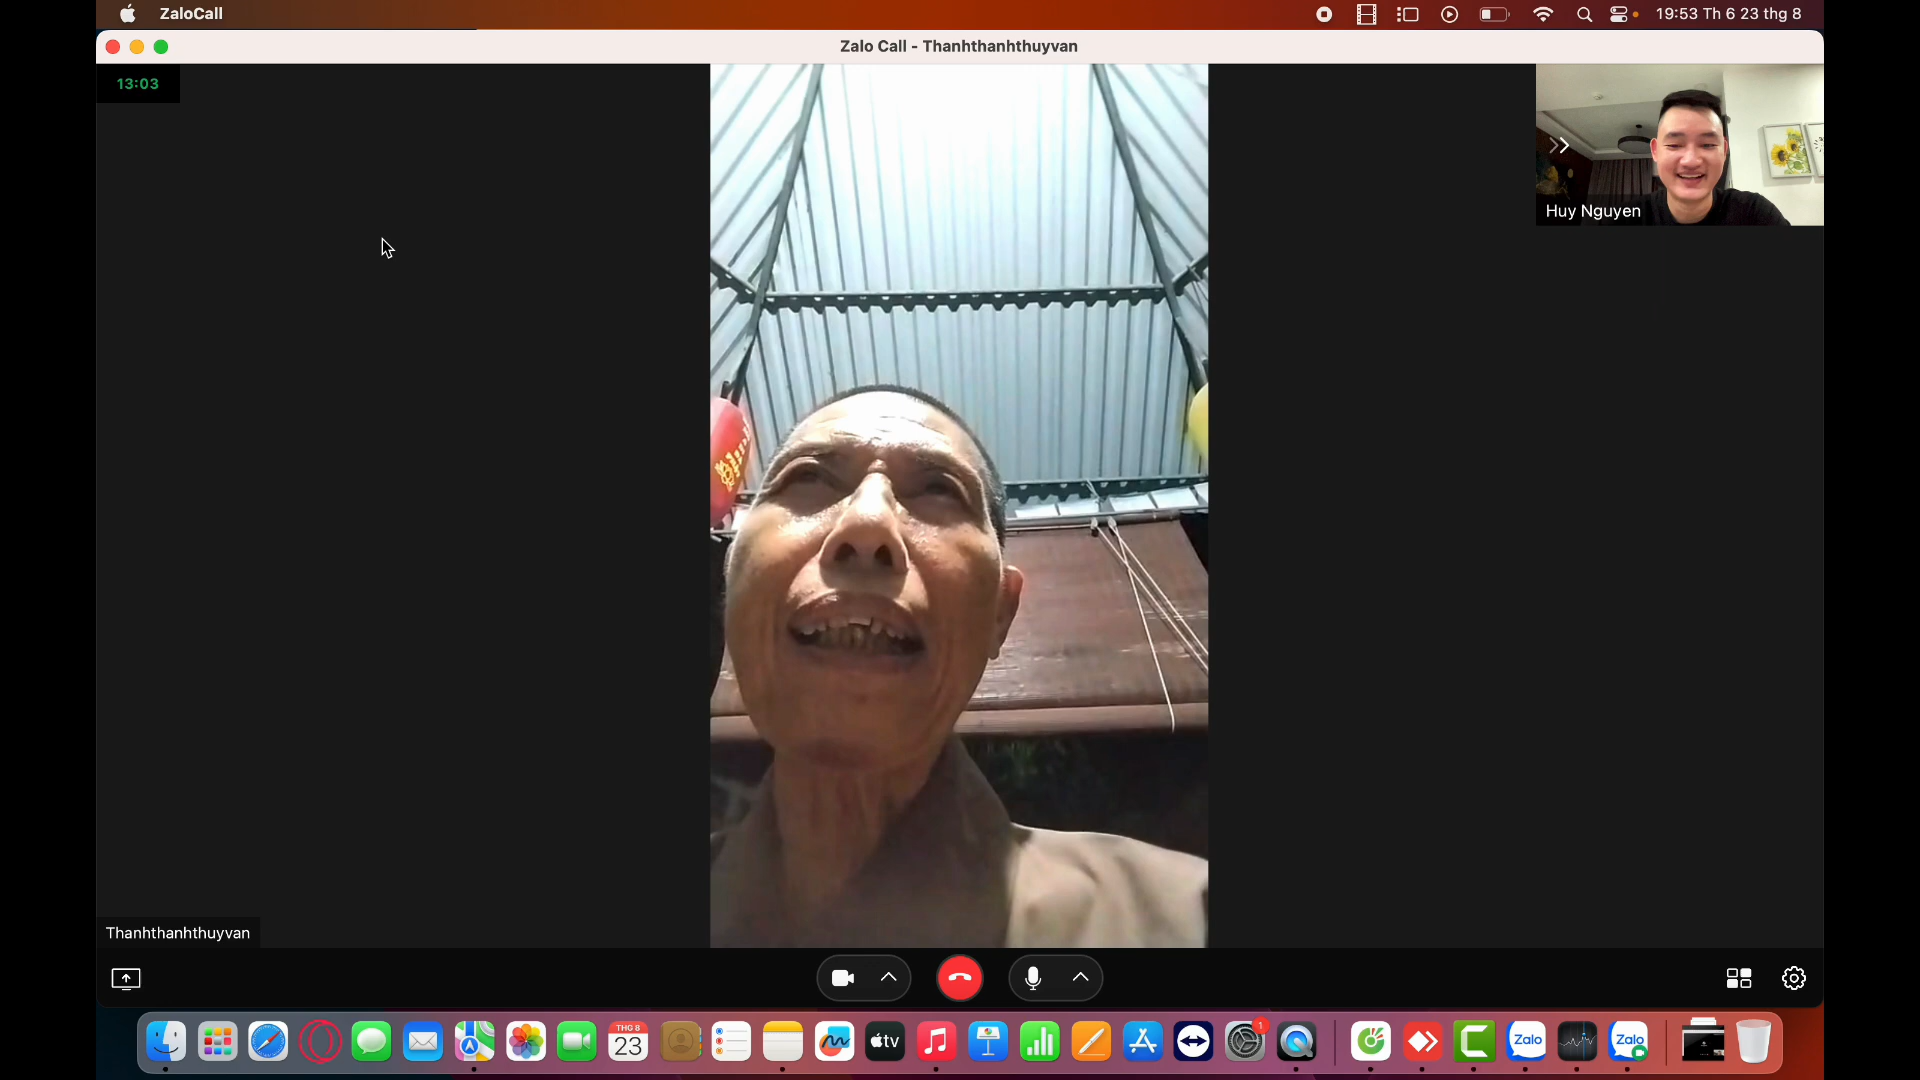 ZaloCall
19:53 Th 6 23 thg 8
Zalo Call - Thanhthanhthuyvan
13:03
Huy Nguyen
Thanhthanhthuyvan
THG 8
23
tv
1
Zalo
Zalo